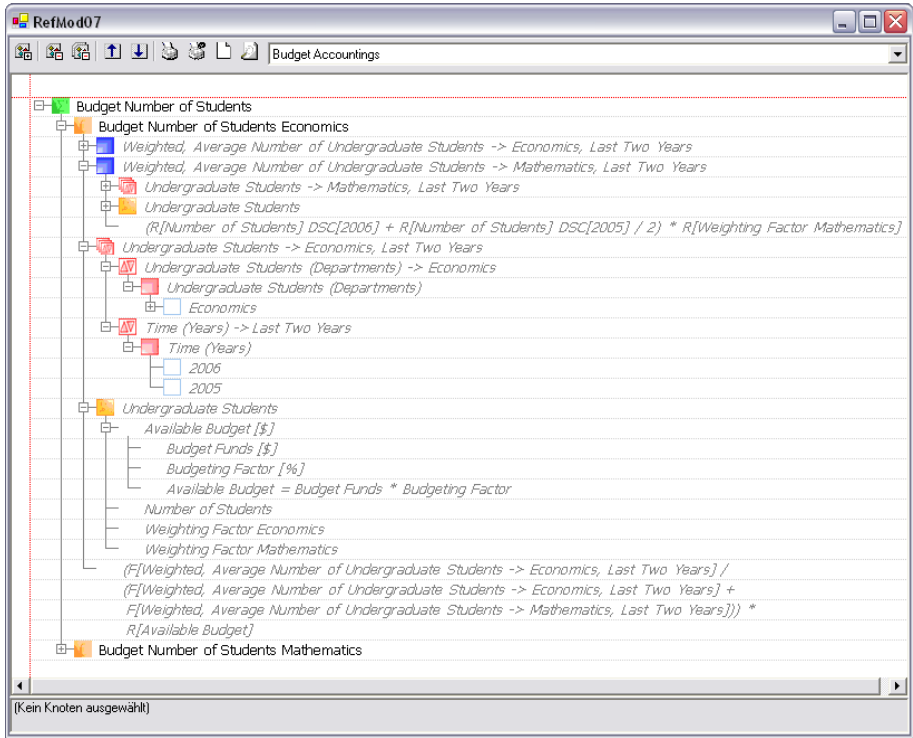 RefMod07
Budget Accountings
Budget Number of Students
Budget Number of Students Economics
Weighted, Average Number of Undergraduate Students -> Economics, Last Two Years
Weighted, Average Number of Undergraduate Students -> Mathematics, Last Two Years
Undergraduate Students -> Mathematics, Last Two Years
Undergraduate Students
(R[Number of Students] DSC[2006] + R[Number of Students] DSC[2005] / 2) * R[Weighting Factor Mathematics]
Undergraduate Students -> Economics, Last Two Years
Undergraduate Students (Departments) -> Economics
Undergraduate Students (Departments)
Economics
Time (Years) -> Last Two Years
Time (Years)
2006
2005
Undergraduate Students
Available Budget [$]
Budget Funds [$]
Budgeting Factor [%]
Available Budget = Budget Funds * Budgeting Factor
Number of Students
Weighting Factor Economics
Weighting Factor Mathematics
(F[Weighted, Average Number of Undergraduate Students -> Economics, Last Two Years] /
(F[Weighted, Average Number of Undergraduate Students -> Economics, Last Two Years] +
F[Weighted, Average Number of Undergraduate Students -> Mathematics, Last Two Years])) *
R[Available Budget]
Budget Number of Students Mathematics
(Kein Knoten ausgewählt)